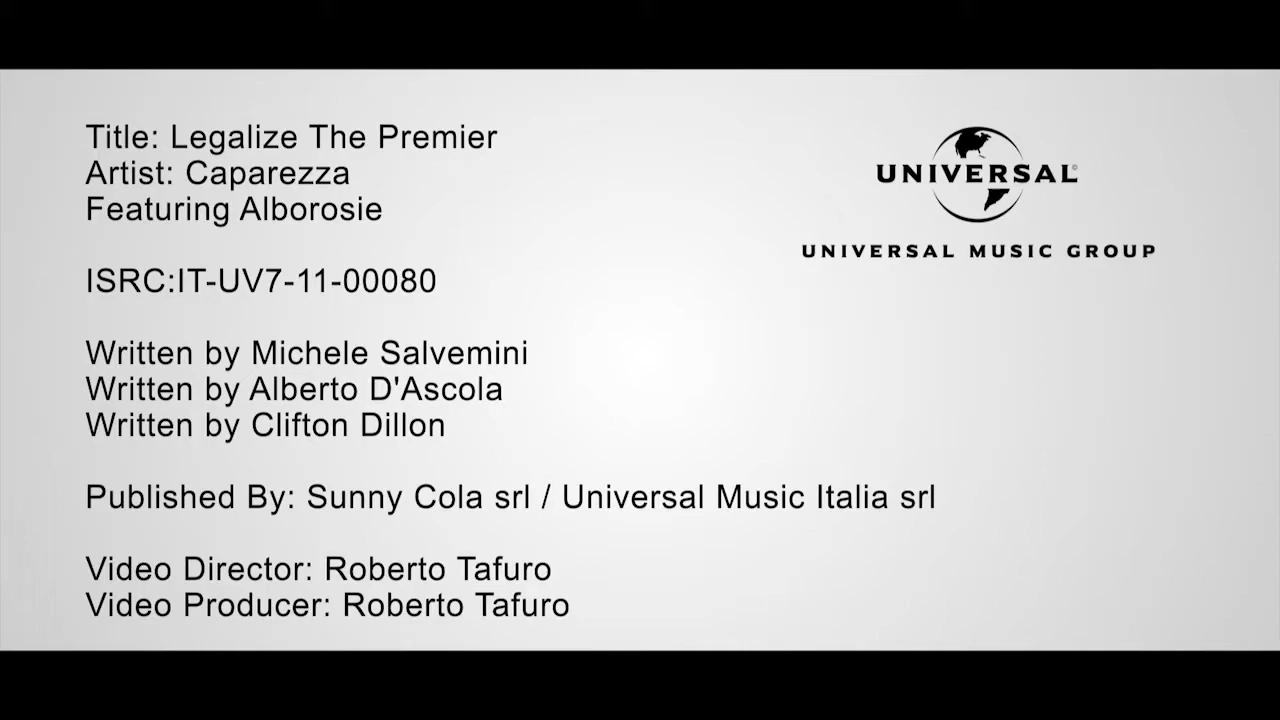 Title: Legalize The Premier
Artist: Caparezza
Featuring Alborosie
ISRC:IT-UV7-11-00080
Written by Michele Salvemini
Written by Alberto D'Ascola
Written by Clifton Dillon
Published By: Sunny Cola srl / Universal Music Italia srl
Video Director: Roberto Tafuro
Video Producer: Roberto Tafuro
UNIVERSAL
UNIVERSAL MUSIC GROUP